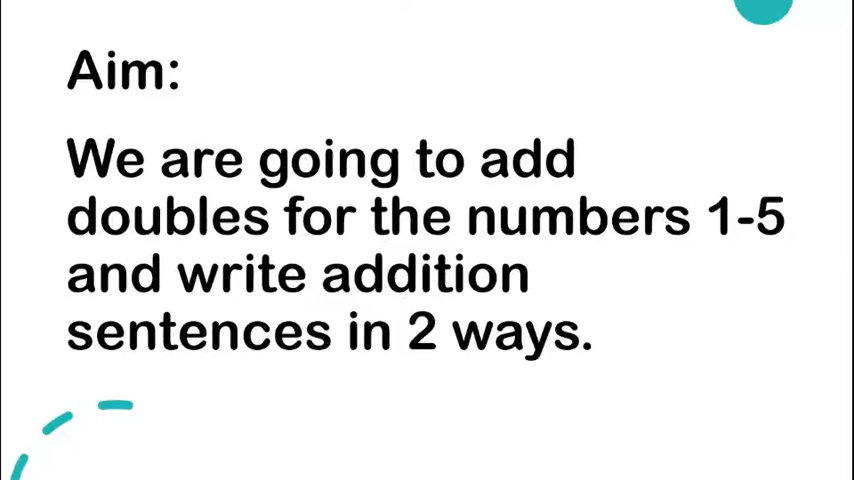 Aim:
We are going to add
doubles for the numbers 1-5
and write addition
sentences in 2 ways.